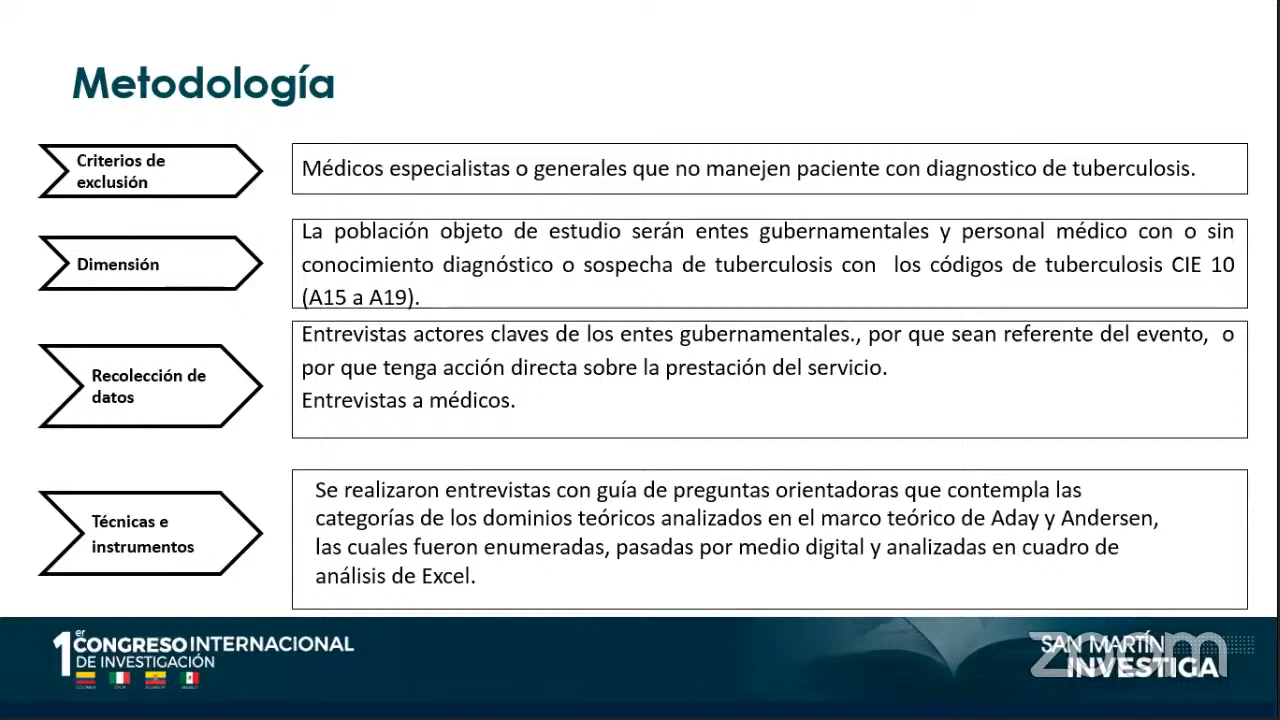 Metodología
Criterios de
exclusión
Médicos especialistas o generales que no manejen paciente con diagnostico de tuberculosis.
Dimensión
La población objeto de estudio serán entes gubernamentales y personal médico con o sin
conocimiento diagnóstico o sospecha de tuberculosis con los códigos de tuberculosis CIE 10
(A15 a A19).
Recolección de
datos
Entrevistas actores claves de los entes gubernamentales., por que sean referente del evento, o
por que tenga acción directa sobre la prestación del servicio.
Entrevistas a médicos.
Técnicas e
instrumentos
Se realizaron entrevistas con guía de preguntas orientadoras que contempla las
categorías de los dominios teóricos analizados en el marco teórico de Aday y Andersen,
las cuales fueron enumeradas, pasadas por medio digital y analizadas en cuadro de
análisis de Excel.
1er CONGRESO INTERNACIONAL
DE INVESTIGACIÓN
SAN MARTÍN
INVESTIGA
zoom